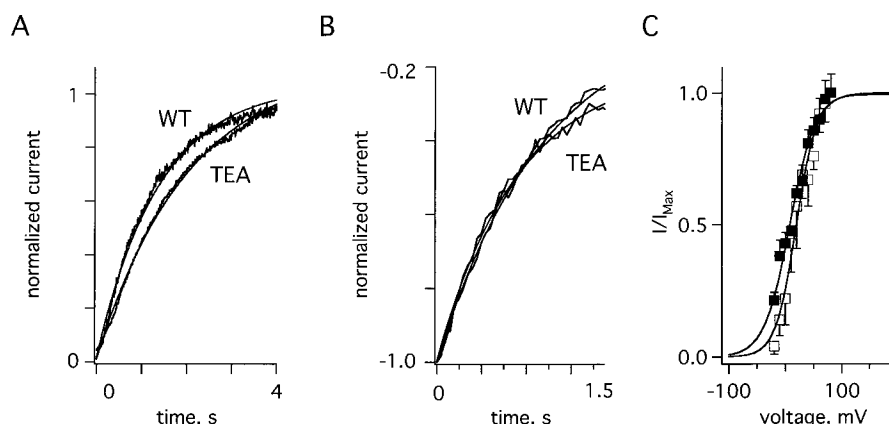 A
B
C
1
WT
TEA
normalized current
0
0
4
time, s
-0.2
WT
TEA
normalized current
-1.0
0
1.5
time, s
1.0
I/IMax
0.5
0.0
-100
100
voltage, mV